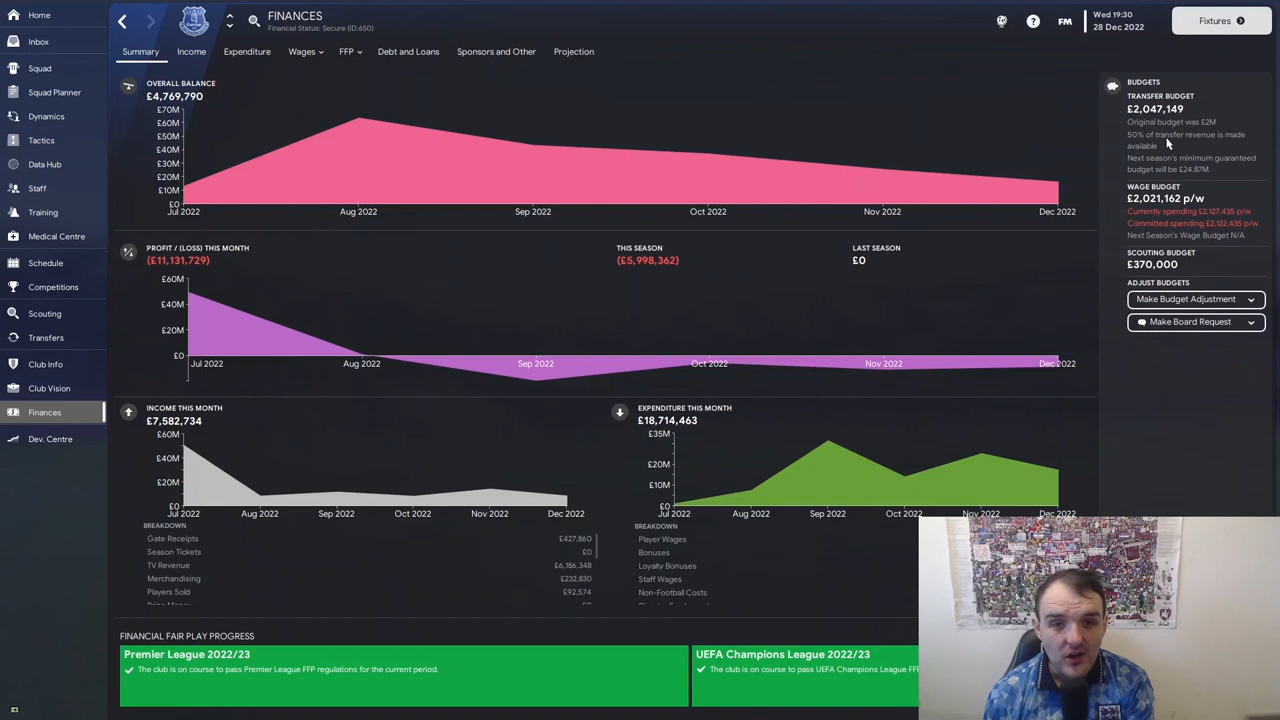 Home
Inbox
Squad
Squad Planner
Dynamics
Tactics
Data Hub
Staff
Training
Medical Centre
Schedule
Competitions
Scouting
Transfers
Club Info
Club Vision
Finances
Dev. Centre
FINANCES
Financial Status: Secure (ID:650)
FM
Wed 19:30
28 Dec 2022
Fixtures
Summary
Income
Expenditure
Wages
FFP
Debt and Loans
Sponsors and Other
Projection
OVERALL BALANCE
£4,769,790
£70M
£60M
£50M
£40M
£30M
£20M
£10M
£0
Jul 2022
Aug 2022
Sep 2022
Oct 2022
Nov 2022
Dec 2022
PROFIT / (LOSS) THIS MONTH
(£11,131,729)
THIS SEASON
(£5,998,362)
LAST SEASON
£0
£60M
£40M
£20M
£0
Jul 2022
Aug 2022
Sep 2022
Oct 2022
Nov 2022
Dec 2022
INCOME THIS MONTH
£7,582,734
£60M
£40M
£20M
£0
Jul 2022
Aug 2022
Sep 2022
Oct 2022
Nov 2022
Dec 2022
BREAKDOWN
Gate Receipts £427,860
Season Tickets £0
TV Revenue £6,186,348
Merchandising £232,830
Players Sold £92,574
EXPENDITURE THIS MONTH
£18,714,463
£35M
£20M
£10M
£0
Jul 2022
Aug 2022
Sep 2022
Oct 2022
Nov 2022
Dec 2022
BREAKDOWN
Player Wages
Bonuses
Loyalty Bonuses
Staff Wages
Non-Football Costs
FINANCIAL FAIR PLAY PROGRESS
Premier League 2022/23
The club is on course to pass Premier League FFP regulations for the current period.
UEFA Champions League 2022/23
The club is on course to pass UEFA Champions League FFP
BUDGETS
TRANSFER BUDGET
£2,047,149
Original budget was £2M
50% of transfer revenue is made
available
Next season's minimum guaranteed
budget will be £24.87M.
WAGE BUDGET
£2,021,162 p/w
Currently spending £2,127,435 p/w
Committed spending £2,122,435 p/w
Next Season's Wage Budget N/A
SCOUTING BUDGET
£370,000
ADJUST BUDGETS
Make Budget Adjustment
Make Board Request